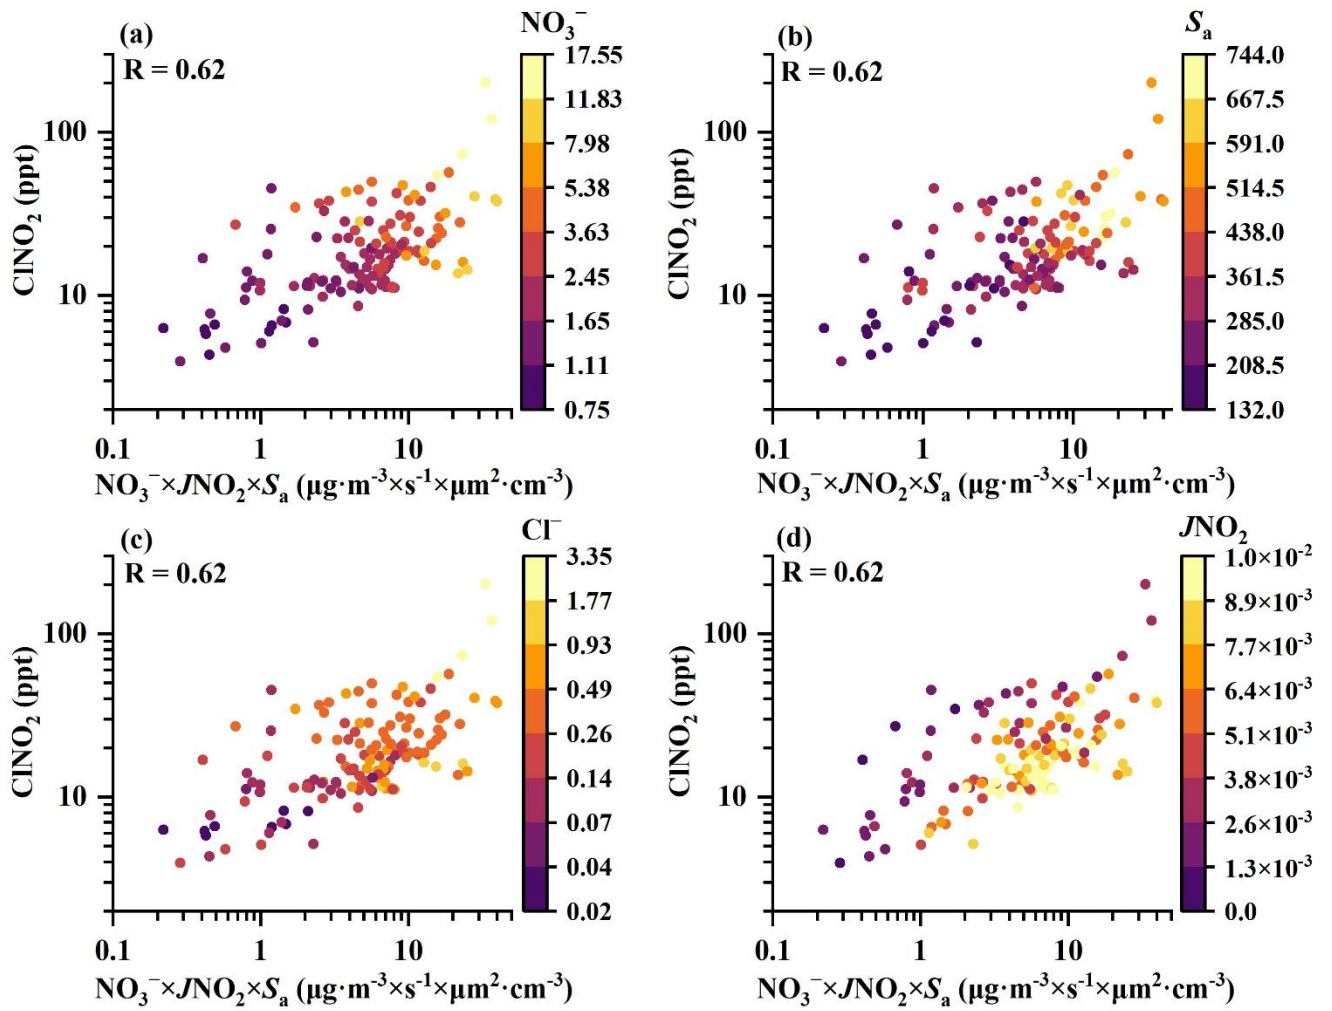 (a)
NO₃⁻
R = 0.62
17.55
11.83
7.98
5.38
3.63
2.45
1.65
1.11
0.75
ClNO₂ (ppt)
100
10
0.1 1 10
NO₃⁻×JNO₂×Sₐ (μg·m⁻³×s⁻¹×μm²·cm⁻³)
(b)
Sₐ
R = 0.62
744.0
667.5
591.0
514.5
438.0
361.5
285.0
208.5
132.0
ClNO₂ (ppt)
100
10
0.1 1 10
NO₃⁻×JNO₂×Sₐ (μg·m⁻³×s⁻¹×μm²·cm⁻³)
(c)
Cl⁻
R = 0.62
3.35
1.77
0.93
0.49
0.26
0.14
0.07
0.04
0.02
ClNO₂ (ppt)
100
10
0.1 1 10
NO₃⁻×JNO₂×Sₐ (μg·m⁻³×s⁻¹×μm²·cm⁻³)
(d)
JNO₂
R = 0.62
1.0×10⁻²
8.9×10⁻³
7.7×10⁻³
6.4×10⁻³
5.1×10⁻³
3.8×10⁻³
2.6×10⁻³
1.3×10⁻³
0.0
ClNO₂ (ppt)
100
10
0.1 1 10
NO₃⁻×JNO₂×Sₐ (μg·m⁻³×s⁻¹×μm²·cm⁻³)